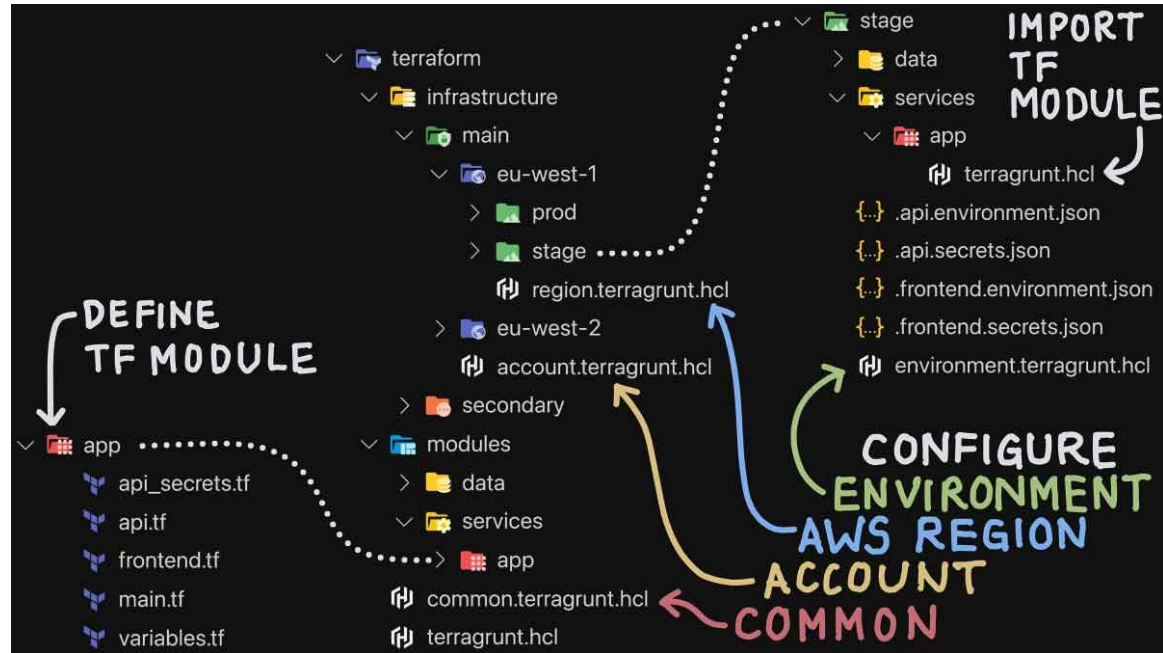 terraform
infrastructure
main
eu-west-1
prod
stage
region.terragrunt.hcl
eu-west-2
account.terragrunt.hcl
secondary
modules
data
services
app
common.terragrunt.hcl
terragrunt.hcl
stage
data
services
app
terragrunt.hcl
{...} .api.environment.json
{...} .api.secrets.json
{...} .frontend.environment.json
{...} .frontend.secrets.json
environment.terragrunt.hcl
IMPORT
TF
MODULE
DEFINE
TF MODULE
app
api_secrets.tf
api.tf
frontend.tf
main.tf
variables.tf
CONFIGURE
ENVIRONMENT
AWS REGION
ACCOUNT
COMMON